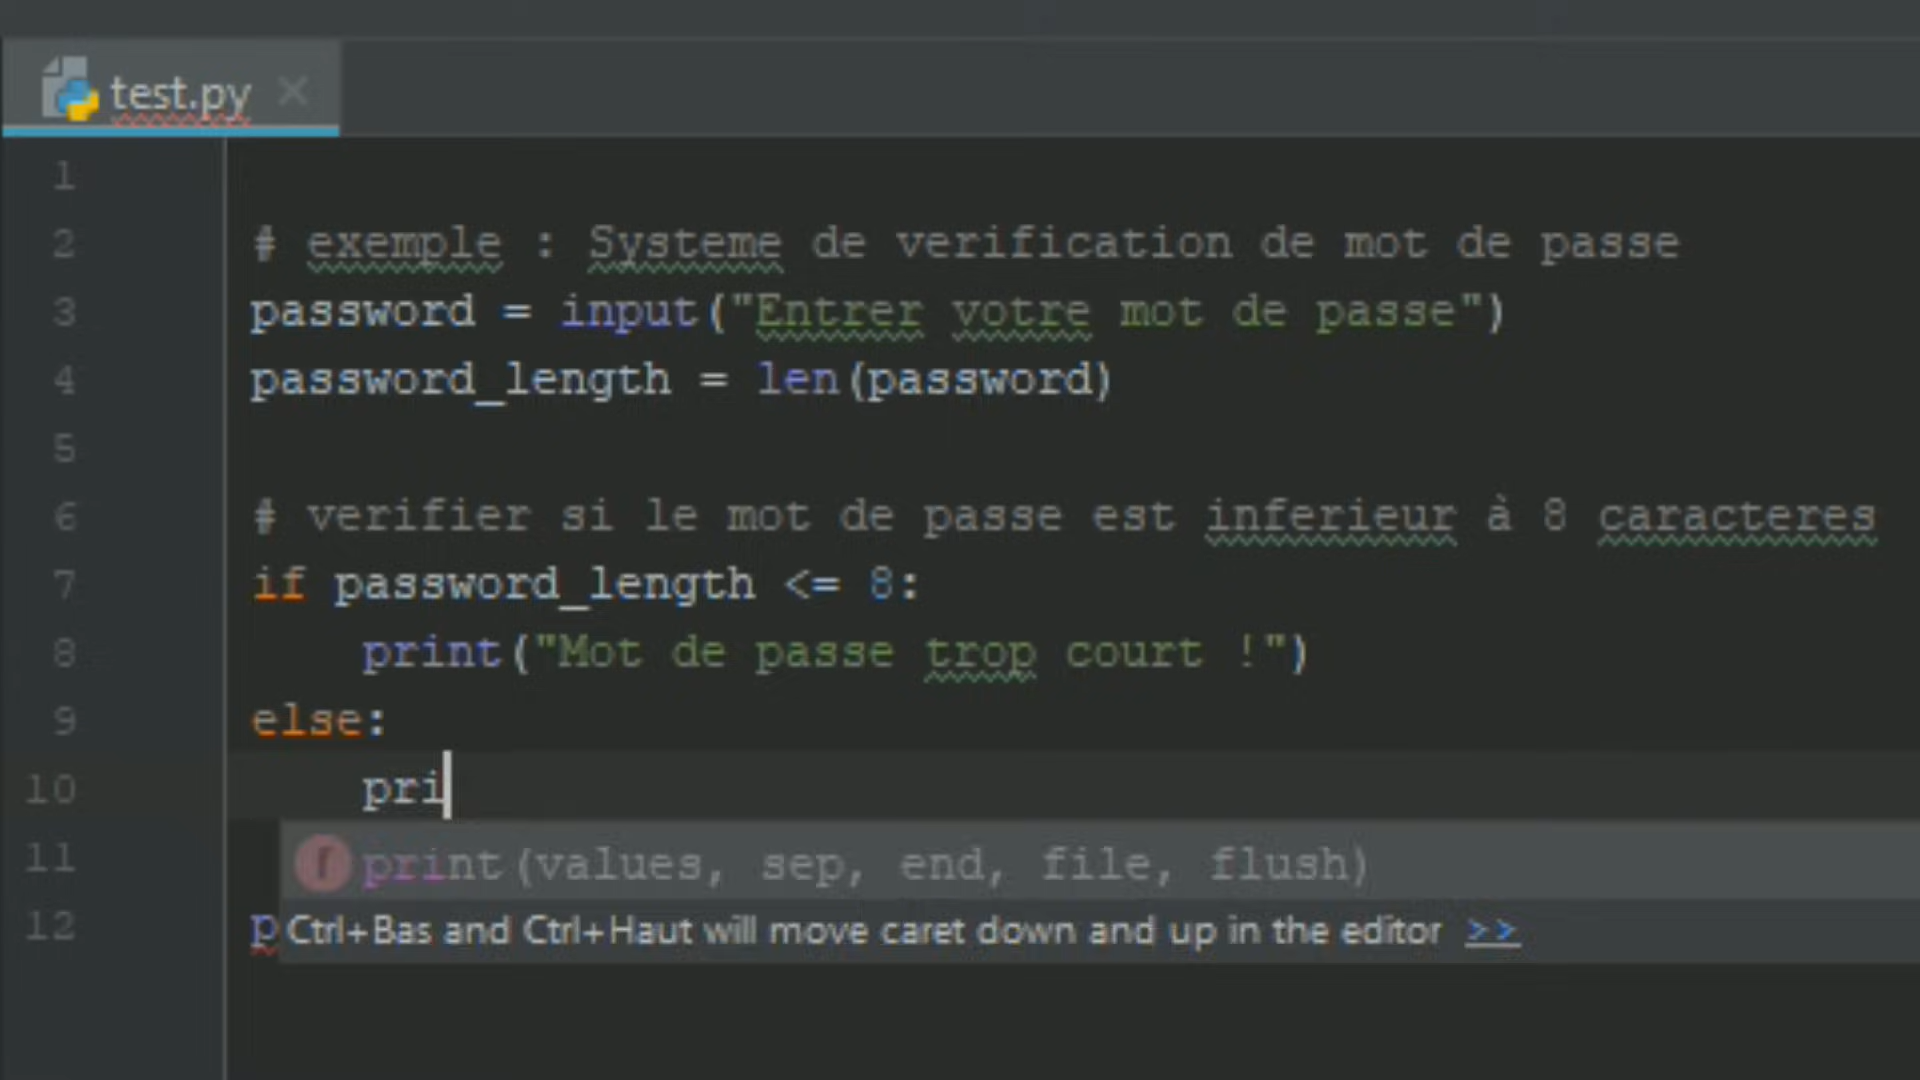 test.py
1
2 # exemple : Systeme de verification de mot de passe
3 password = input("Entrer votre mot de passe")
4 password_length = len(password)
5
6 # verifier si le mot de passe est inferieur à 8 caracteres
7 if password_length <= 8:
8 print("Mot de passe trop court !")
9 else:
10 pri
11 print(values, sep, end, file, flush)
12 p Ctrl+Bas and Ctrl+Haut will move caret down and up in the editor >>